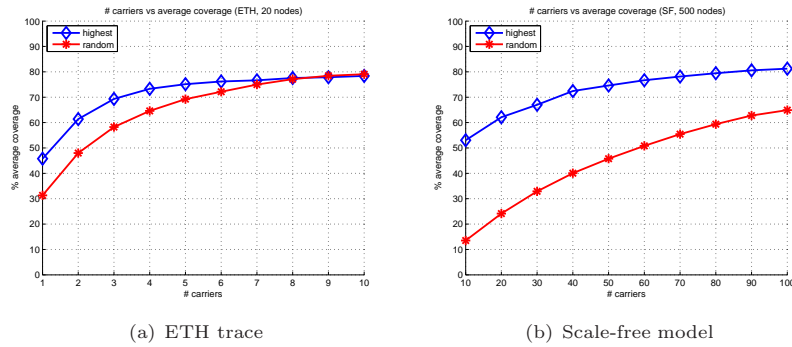 # carriers vs average coverage (ETH, 20 nodes)
highest
random
% average coverage
100
90
80
70
60
50
40
30
20
10
0
1 2 3 4 5 6 7 8 9 10
# carriers
(a) ETH trace
# carriers vs average coverage (SF, 500 nodes)
highest
random
% average coverage
100
90
80
70
60
50
40
30
20
10
0
10 20 30 40 50 60 70 80 90 100
# carriers
(b) Scale-free model